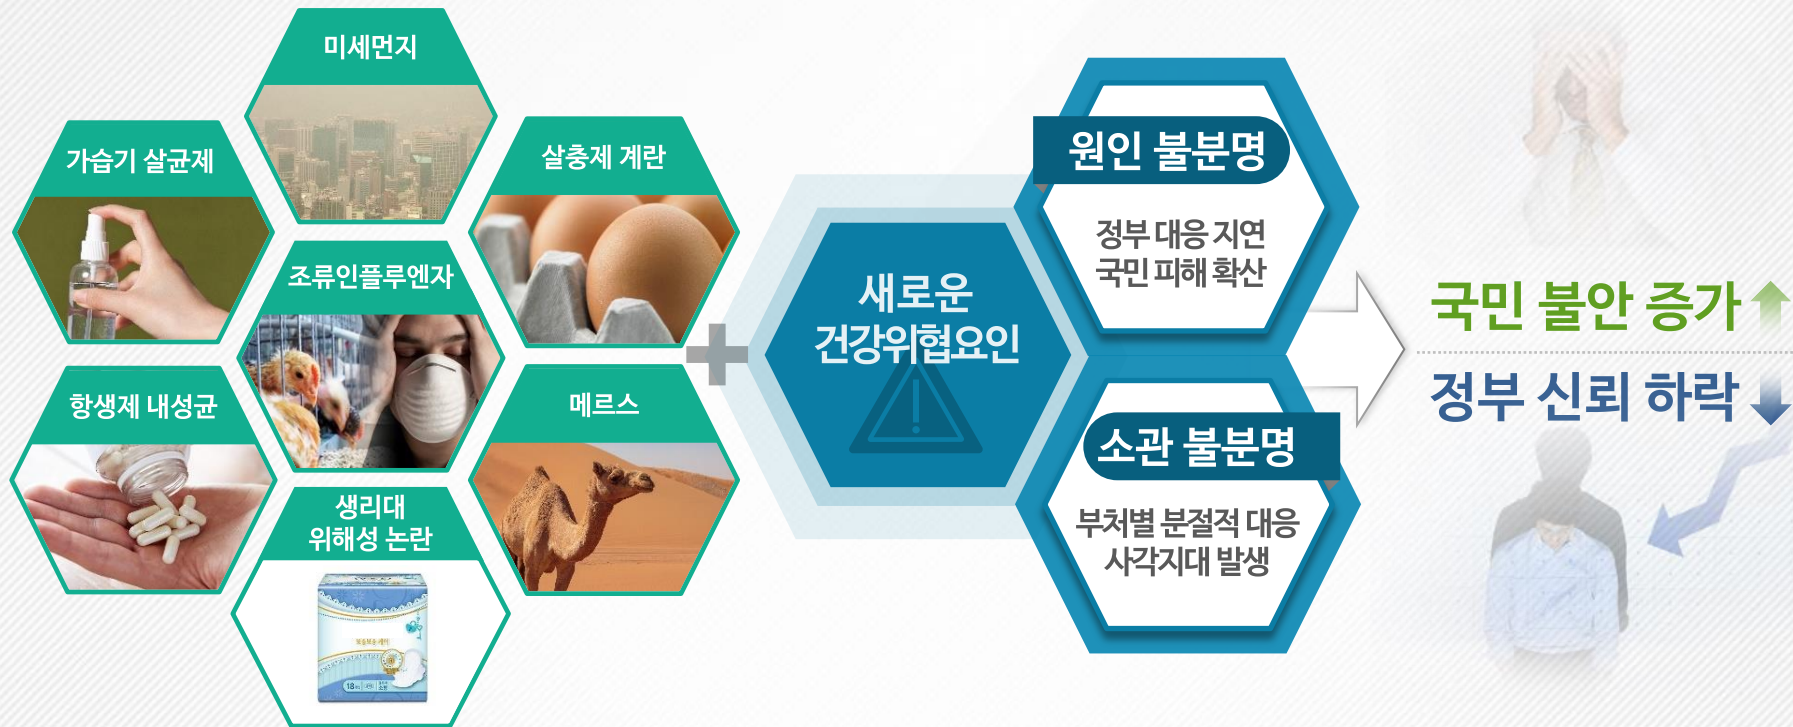 미세먼지
가습기 살균제
살충제 계란
조류인플루엔자
항생제 내성균
메르스
생리대
위해성 논란
새로운
건강위협요인
원인 불분명
정부 대응 지연
국민 피해 확산
소관 불분명
부처별 분절적 대응
사각지대 발생
국민 불안 증가
정부 신뢰 하락